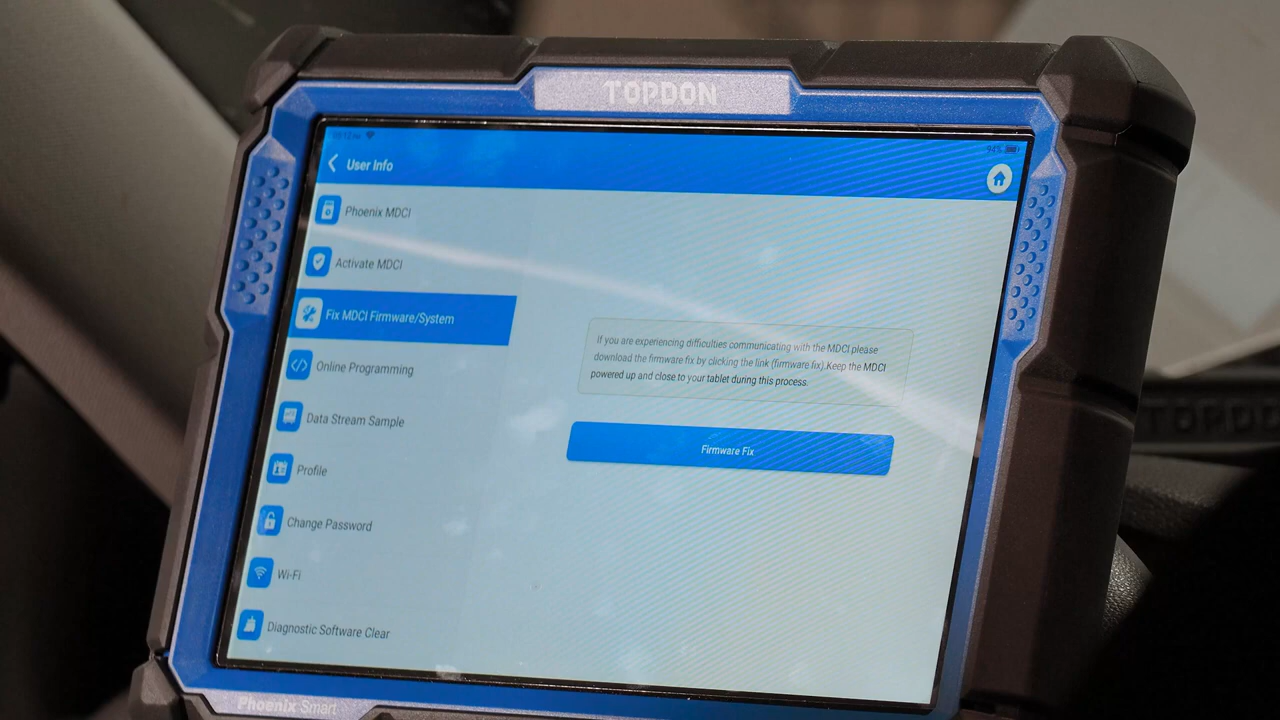 TOPDON
94%
User Info
Phoenix MDCI
Activate MDCI
Fix MDCI Firmware/System
Online Programming
Data Stream Sample
Profile
Change Password
Wi-Fi
Diagnostic Software Clear
If you are experiencing difficulties communicating with the MDCI please
download the firmware fix by clicking the link (firmware fix).Keep the MDCI
powered up and close to your tablet during this process.
Firmware Fix
Phoenix Smart